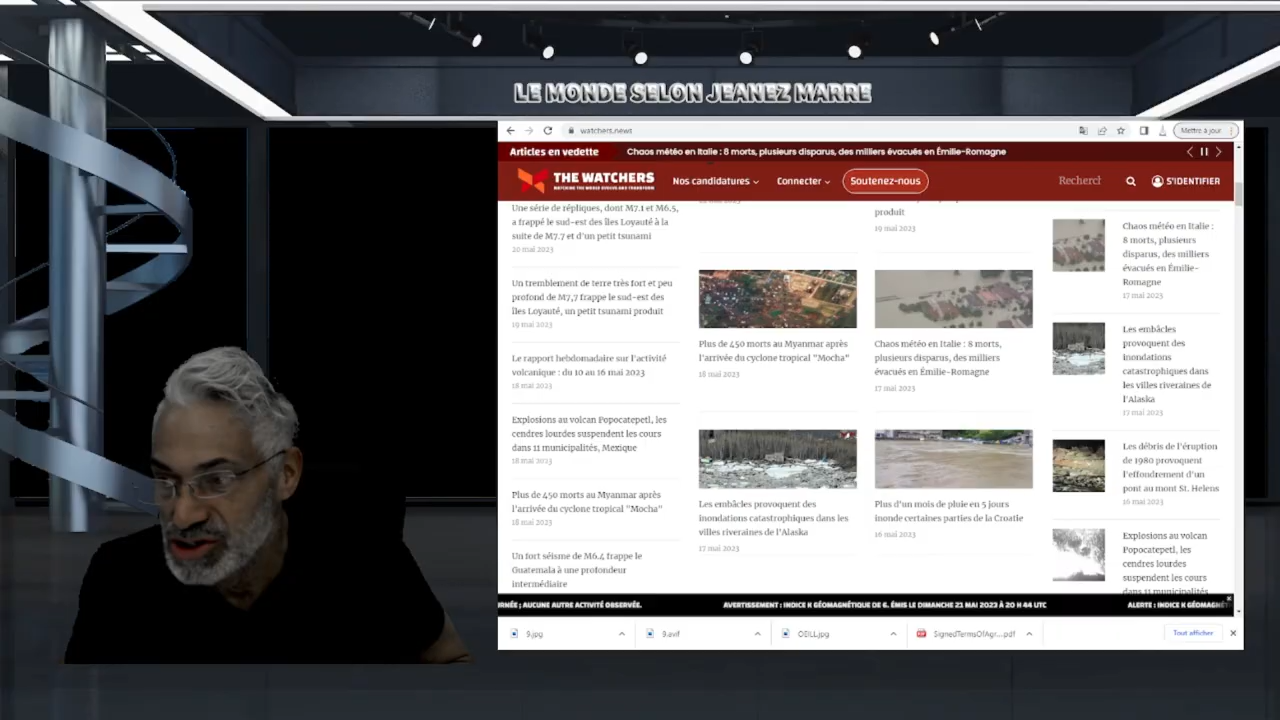 LE MONDE SELON JEANEZ MARRE
watchers.news
Mettre à jour
Articles en vedette
Chaos météo en Italie : 8 morts, plusieurs disparus, des milliers évacués en Émilie-Romagne
THE WATCHERS
WATCHING THE WORLD EVOLVE AND TRANSFORM
Nos candidatures
Connecter
Soutenez-nous
Recherch
S'IDENTIFIER
Une série de répliques, dont M7.1 et M6.5,
a frappé le sud-est des îles Loyauté à la
suite de M7.7 et d'un petit tsunami
20 mai 2023
Un tremblement de terre très fort et peu
profond de M7,7 frappe le sud-est des
îles Loyauté, un petit tsunami produit
19 mai 2023
Le rapport hebdomadaire sur l'activité
volcanique : du 10 au 16 mai 2023
18 mai 2023
Explosions au volcan Popocatepetl, les
cendres lourdes suspendent les cours
dans 11 municipalités, Mexique
18 mai 2023
Plus de 450 morts au Myanmar après
l'arrivée du cyclone tropical "Mocha"
18 mai 2023
Un fort séisme de M6.4 frappe le
Guatemala à une profondeur
intermédiaire
produit
19 mai 2023
Plus de 450 morts au Myanmar après
l'arrivée du cyclone tropical "Mocha"
18 mai 2023
Chaos météo en Italie : 8 morts,
plusieurs disparus, des milliers
évacués en Émilie-Romagne
17 mai 2023
Les embâcles provoquent des
inondations catastrophiques dans les
villes riveraines de l'Alaska
17 mai 2023
Plus d'un mois de pluie en 5 jours
inonde certaines parties de la Croatie
16 mai 2023
Chaos météo en Italie :
8 morts, plusieurs
disparus, des milliers
évacués en Émilie-
Romagne
17 mai 2023
Les embâcles
provoquent des
inondations
catastrophiques dans
les villes riveraines de
l'Alaska
17 mai 2023
Les débris de l'éruption
de 1980 provoquent
l'effondrement d'un
pont au mont St. Helens
16 mai 2023
Explosions au volcan
Popocatepetl, les
cendres lourdes
suspendent les cours
dans 11 municipalités,
RNÉE ; AUCUNE AUTRE ACTIVITÉ OBSERVÉE.
AVERTISSEMENT : INDICE K GÉOMAGNÉTIQUE DE 6. ÉMIS LE DIMANCHE 21 MAI 2023 À 20 H 44 UTC
ALERTE : INDICE K GÉOMAGNÉT
9.jpg
9.avif
OEILL.jpg
SignedTermsOfAgr....pdf
Tout afficher